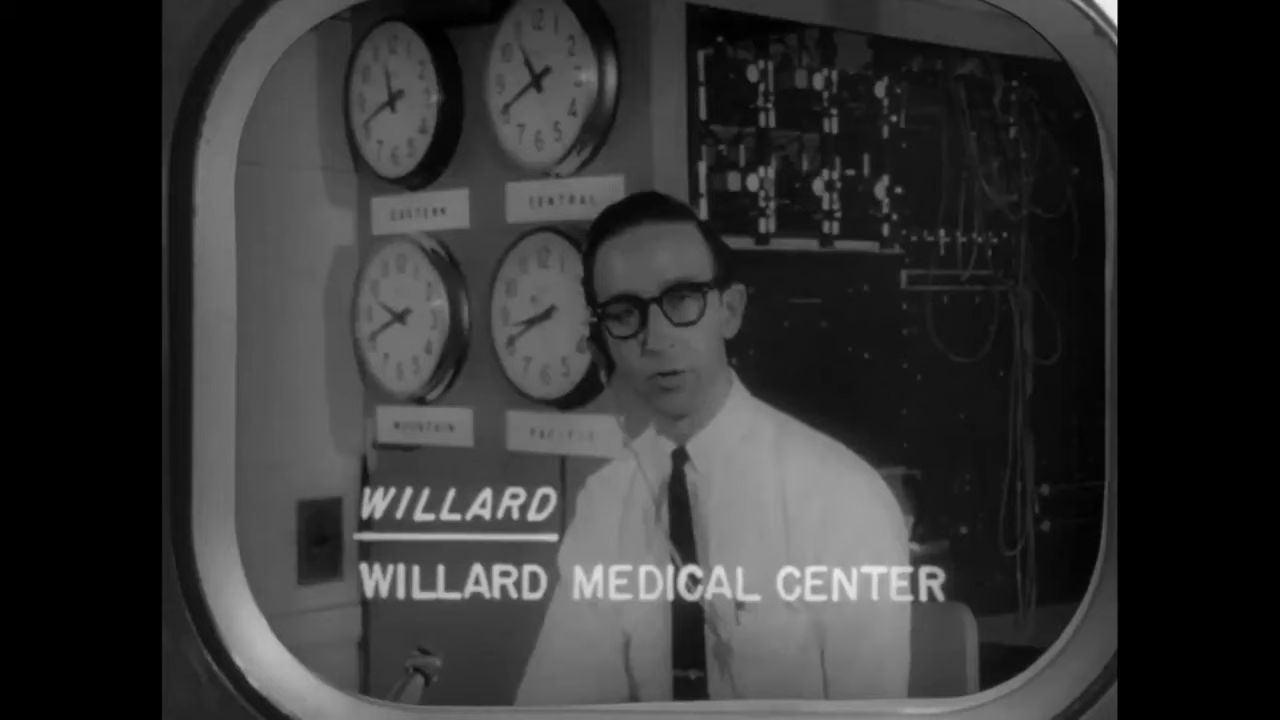 EASTERN
CENTRAL
MOUNTAIN
PACIFIC
WILLARD
WILLARD MEDICAL CENTER